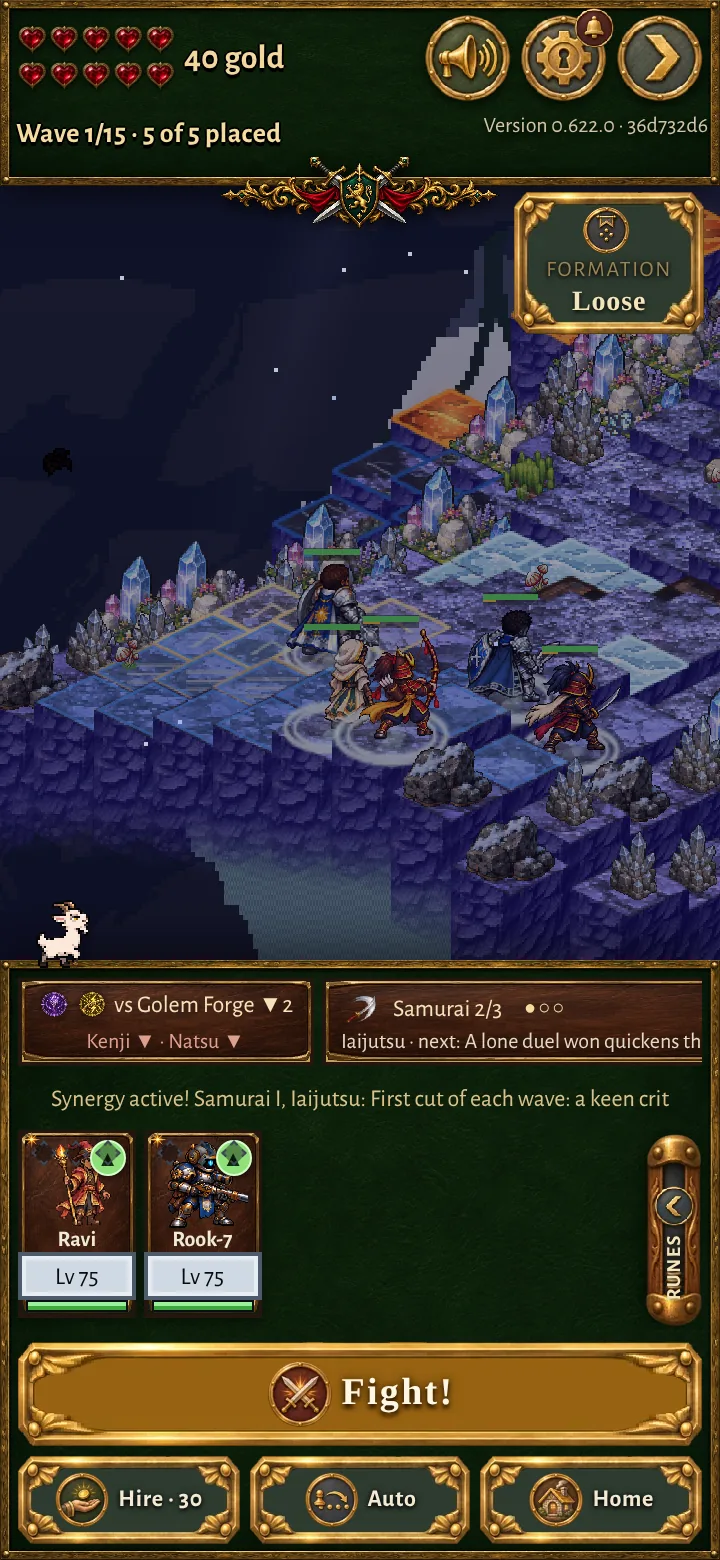 40 gold
Wave 1/15 · 5 of 5 placed
Version 0.622.0 · 36d732d6
FORMATION
Loose
vs Golem Forge ▼2
Kenji ▼ · Natsu ▼
Samurai 2/3 ●○○
Iaijutsu · next: A lone duel won quickens th
Synergy active! Samurai I, Iaijutsu: First cut of each wave: a keen crit
Ravi
Lv 75
Rook-7
Lv 75
RUNES
Fight!
Hire · 30
Auto
Home